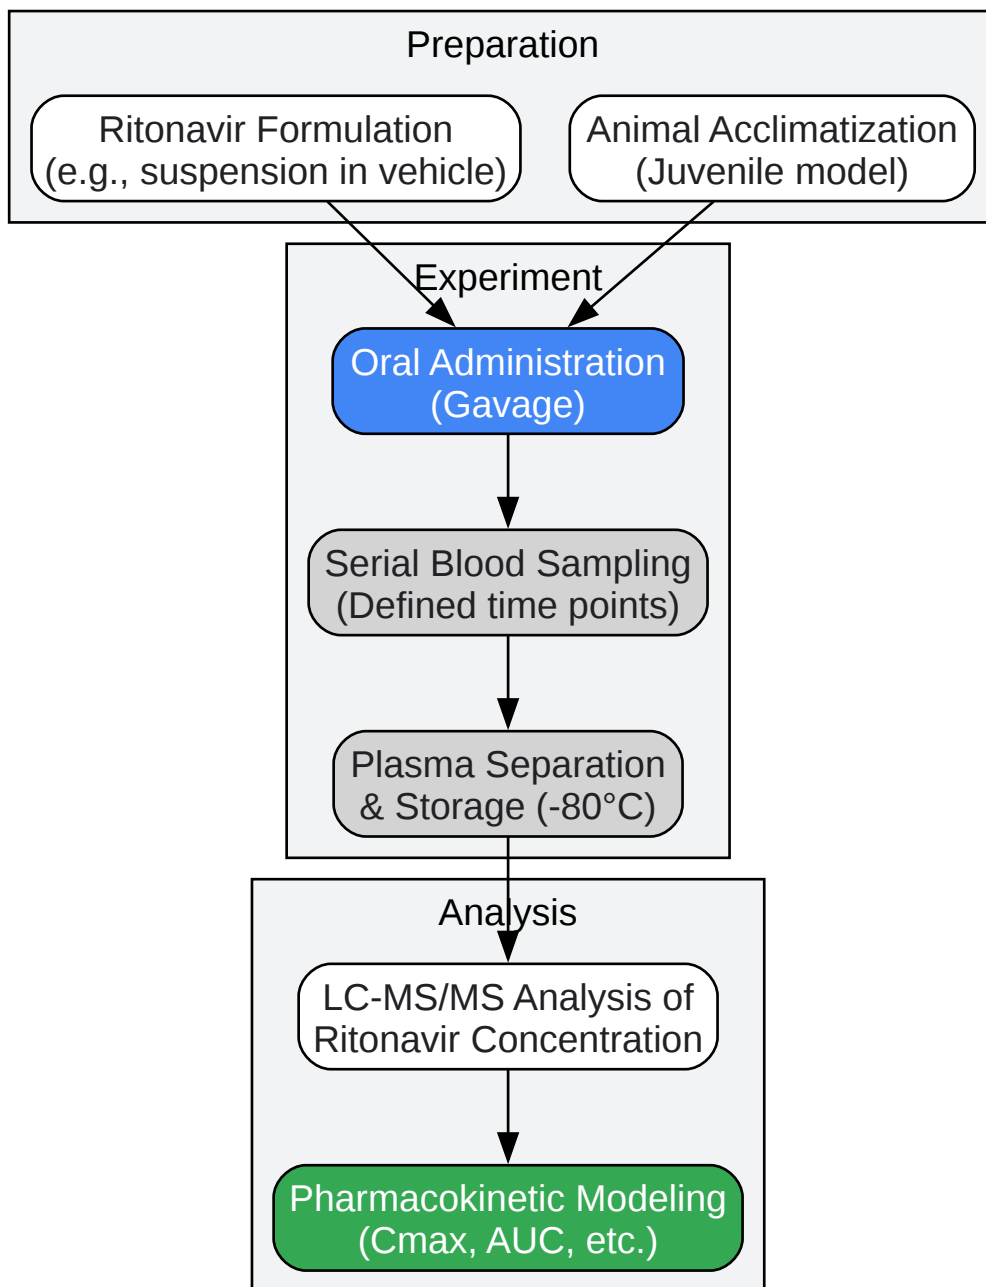 Preparation
Ritonavir Formulation
(e.g., suspension in vehicle)
Animal Acclimatization
(Juvenile model)
Experiment
Oral Administration
(Gavage)
Serial Blood Sampling
(Defined time points)
Plasma Separation
& Storage (-80°C)
Analysis
LC-MS/MS Analysis of
Ritonavir Concentration
Pharmacokinetic Modeling
(Cmax, AUC, etc.)